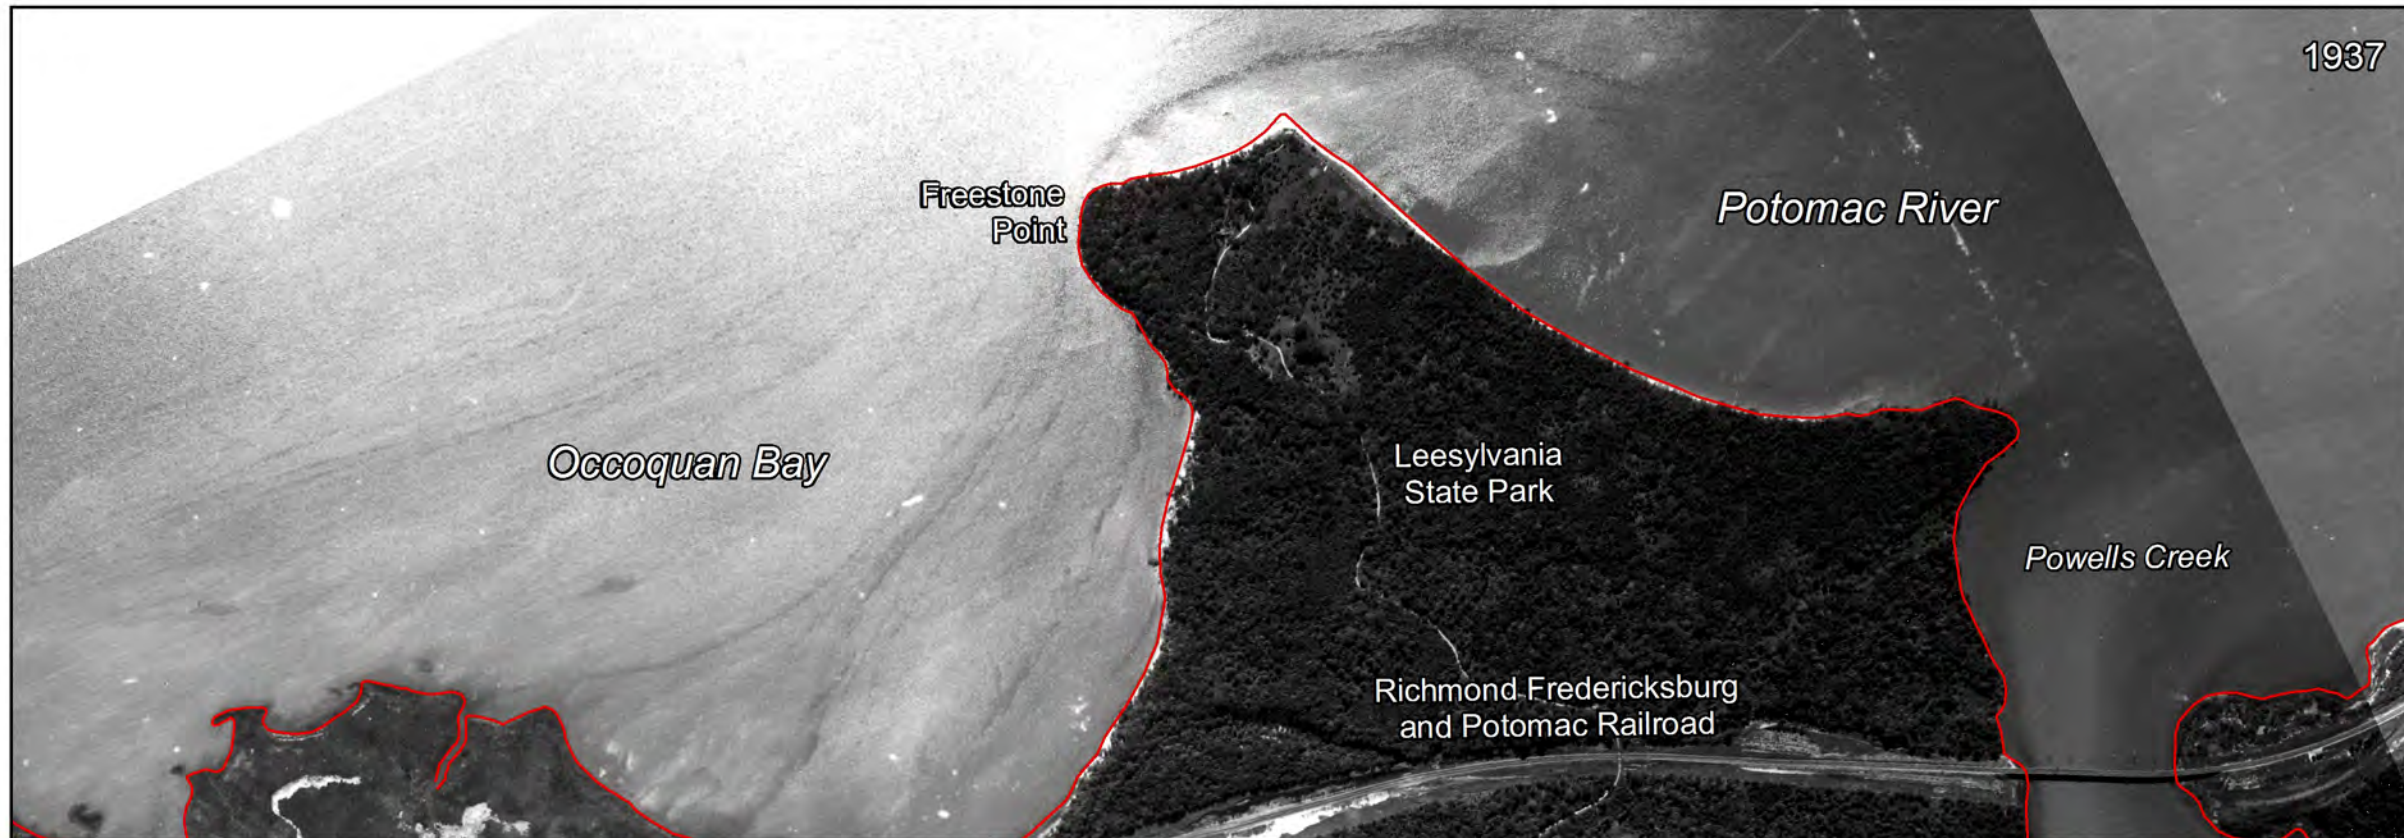 1937
Freestone
Point
Potomac River
Occoquan Bay
Leesylvania
State Park
Powells Creek
Richmond Fredericksburg
and Potomac Railroad